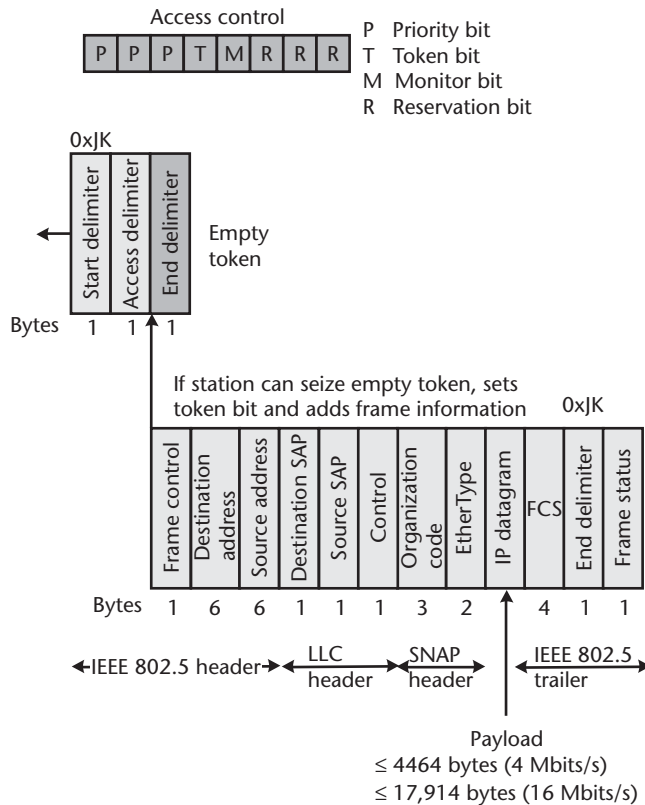 Access control
P P P T M R R R
P Priority bit
T Token bit
M Monitor bit
R Reservation bit
0xJK
Start delimiter
Access delimiter
End delimiter
Empty
token
Bytes 1 1 1
If station can seize empty token, sets
token bit and adds frame information
0xJK
Frame control
Destination
address
Source address
Destination SAP
Source SAP
Control
Organization
code
EtherType
IP datagram
FCS
End delimiter
Frame status
Bytes 1 6 6 1 1 1 3 2 4 1 1
IEEE 802.5 header
LLC
header
SNAP
header
IEEE 802.5
trailer
Payload
≤ 4464 bytes (4 Mbits/s)
≤ 17,914 bytes (16 Mbits/s)